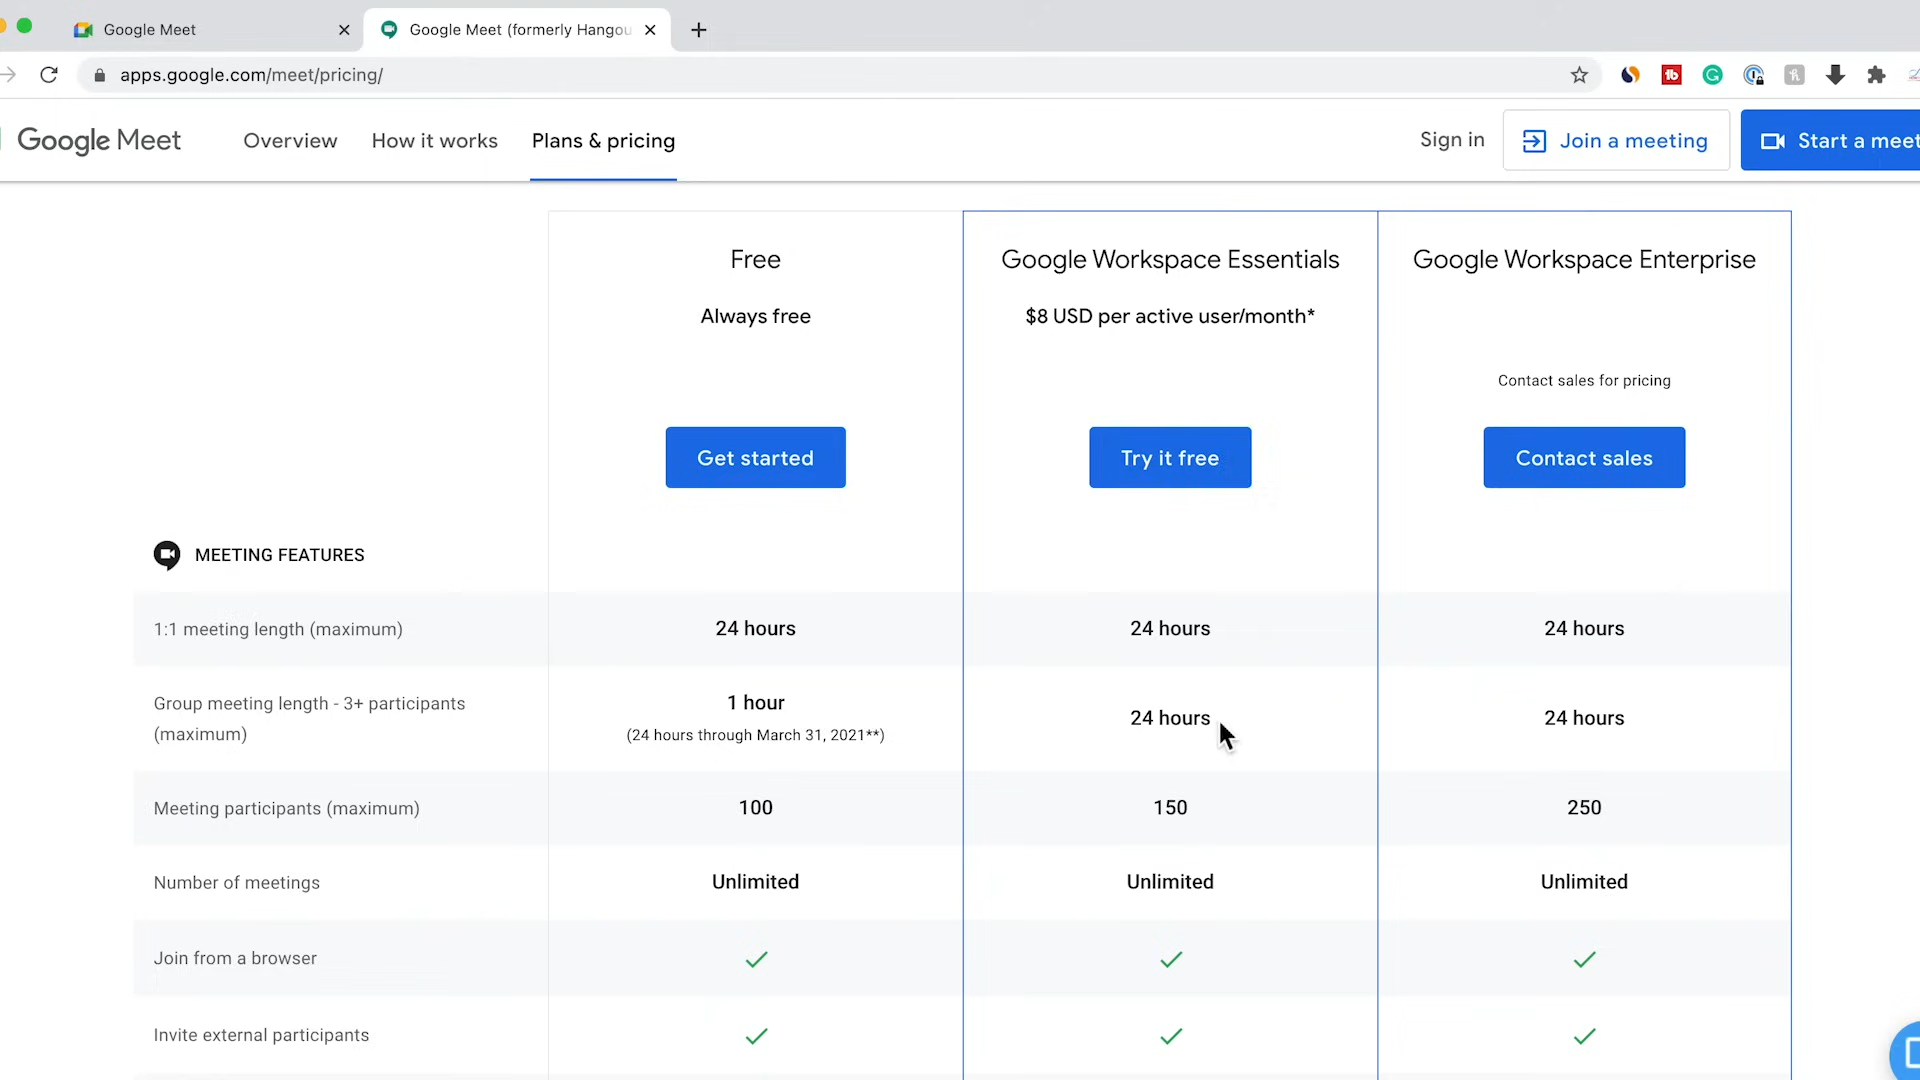 Google Meet
Google Meet (formerly Hangou
apps.google.com/meet/pricing/
Google Meet
Overview
How it works
Plans & pricing
Sign in
Join a meeting
Start a meet
Free
Google Workspace Essentials
Google Workspace Enterprise
Always free
$8 USD per active user/month*
Contact sales for pricing
Get started
Try it free
Contact sales
MEETING FEATURES
1:1 meeting length (maximum)
24 hours
24 hours
24 hours
Group meeting length - 3+ participants
(maximum)
1 hour
(24 hours through March 31, 2021**)
24 hours
24 hours
Meeting participants (maximum)
100
150
250
Number of meetings
Unlimited
Unlimited
Unlimited
Join from a browser
Invite external participants